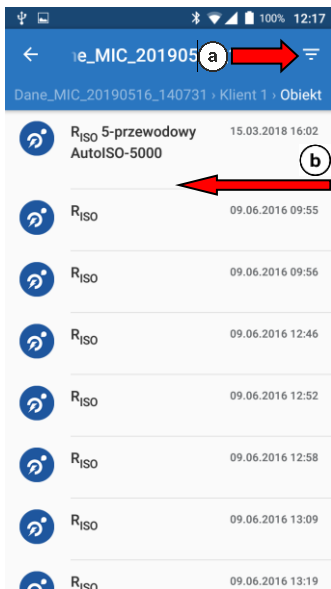 100% 12:17
e_MIC_201905
a
Dane_MIC_20190516_140731 › Klient 1 › Obiekt
RISO 5-przewodowy 15.03.2018 16:02
AutoISO-5000
b
RISO 09.06.2016 09:55
RISO 09.06.2016 09:56
RISO 09.06.2016 12:46
RISO 09.06.2016 12:52
RISO 09.06.2016 12:58
RISO 09.06.2016 13:09
RISO 09.06.2016 13:19